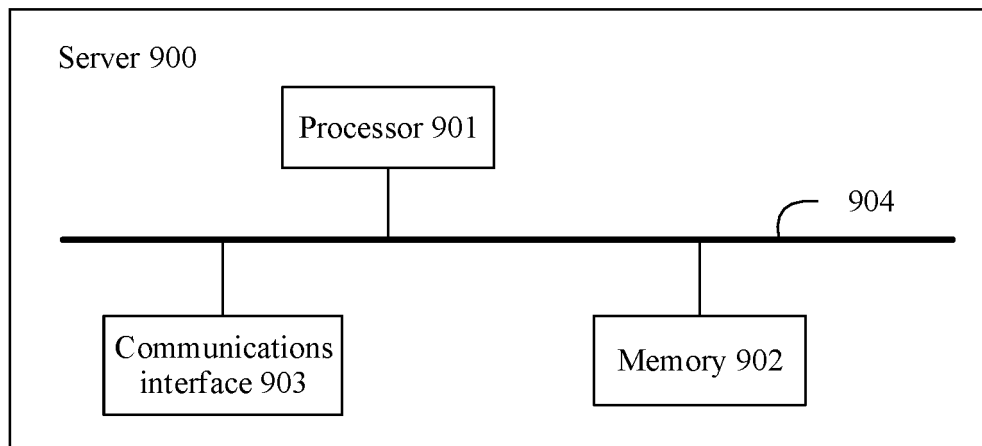 Server 900
Processor 901
904
Communications
interface 903
Memory 902